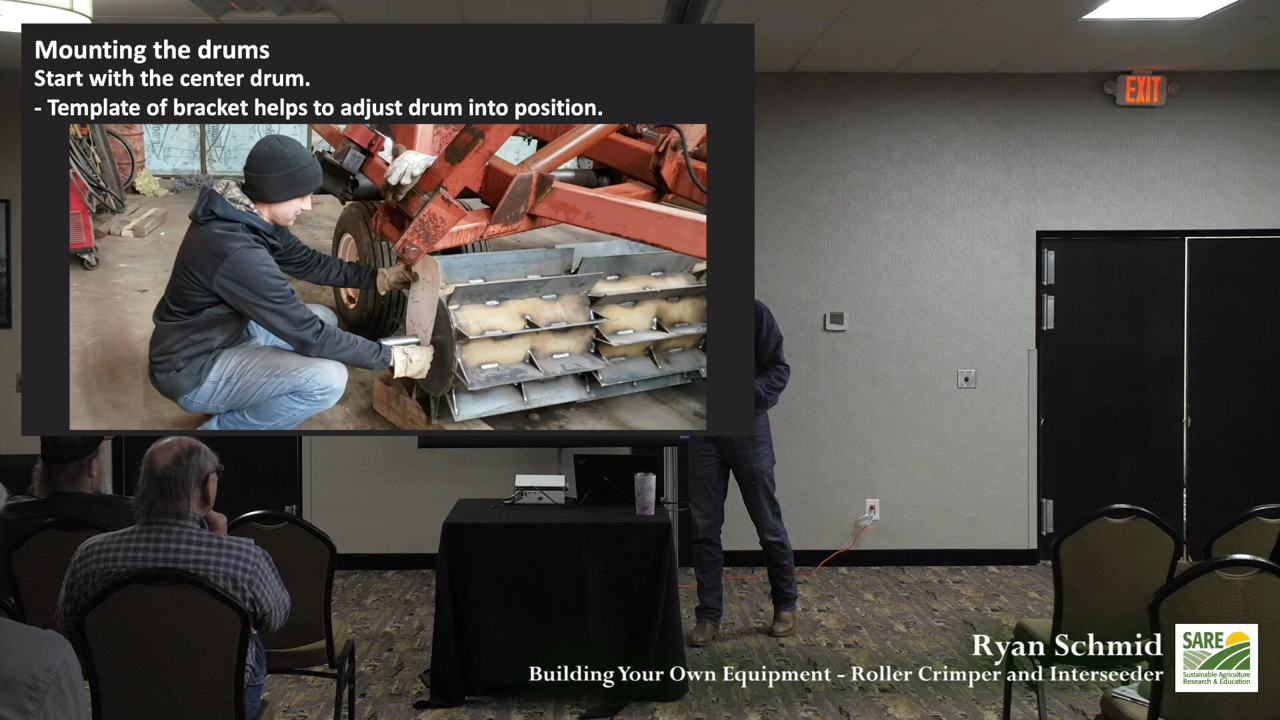 Mounting the drums
Start with the center drum.
- Template of bracket helps to adjust drum into position.
EXIT
Ryan Schmid
Building Your Own Equipment - Roller Crimper and Interseeder
SARE
Sustainable Agriculture
Research & Education